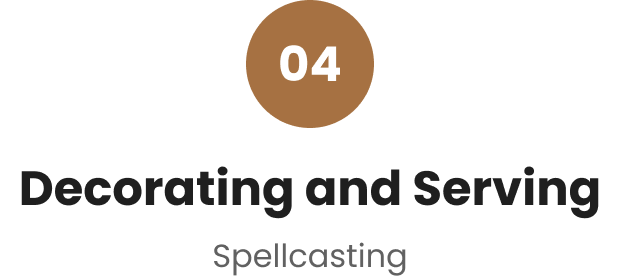 04
Decorating and Serving
Spellcasting